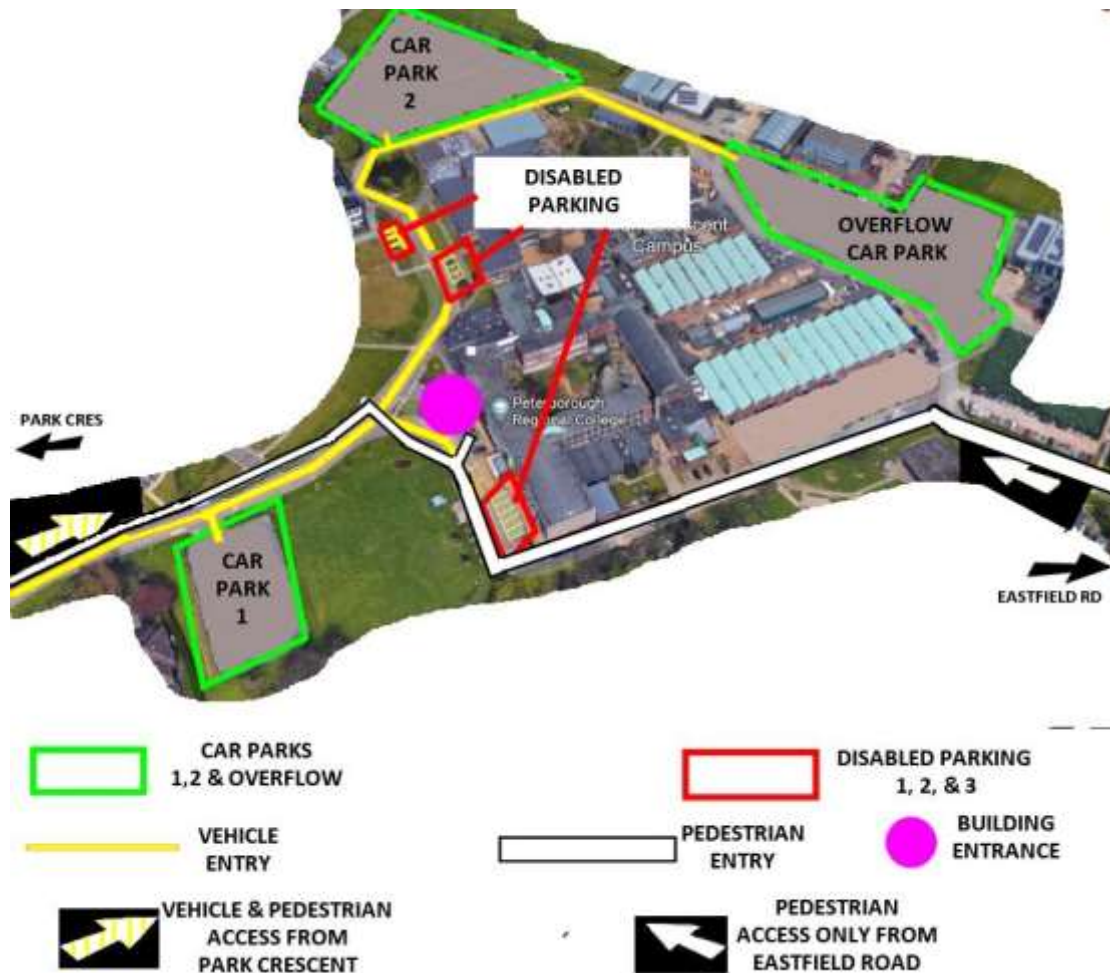 CAR
PARK
2
DISABLED
PARKING
Campus
OVERFLOW
CAR PARK
PARK CRES
Peterborough
Regional College
CAR
PARK
1
EASTFIELD RD
CAR PARKS
1,2 & OVERFLOW
DISABLED PARKING
1, 2, & 3
VEHICLE
ENTRY
PEDESTRIAN
ENTRY
BUILDING
ENTRANCE
VEHICLE & PEDESTRIAN
ACCESS FROM
PARK CRESCENT
PEDESTRIAN
ACCESS ONLY FROM
EASTFIELD ROAD